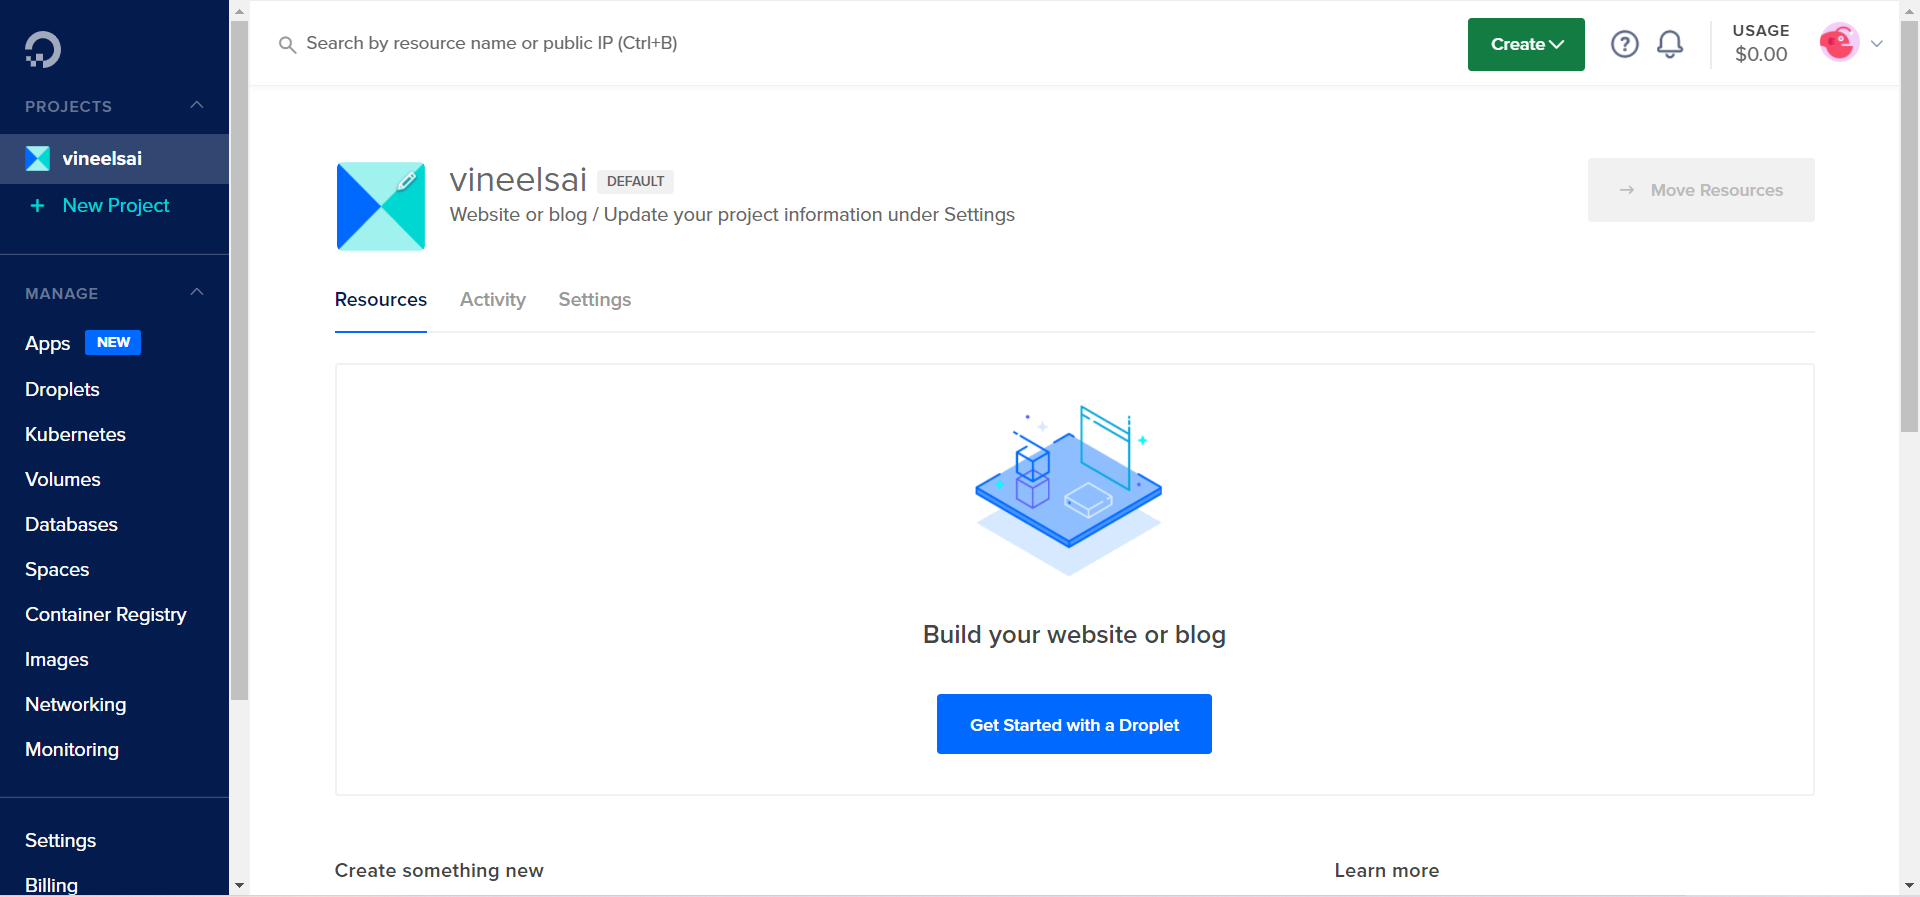 Search by resource name or public IP (Ctrl+B)
Create
USAGE
$0.00
PROJECTS
vineelsai
+ New Project
MANAGE
Apps NEW
Droplets
Kubernetes
Volumes
Databases
Spaces
Container Registry
Images
Networking
Monitoring
Settings
Billing
vineelsai DEFAULT
Website or blog / Update your project information under Settings
→ Move Resources
Resources Activity Settings
Build your website or blog
Get Started with a Droplet
Create something new
Learn more